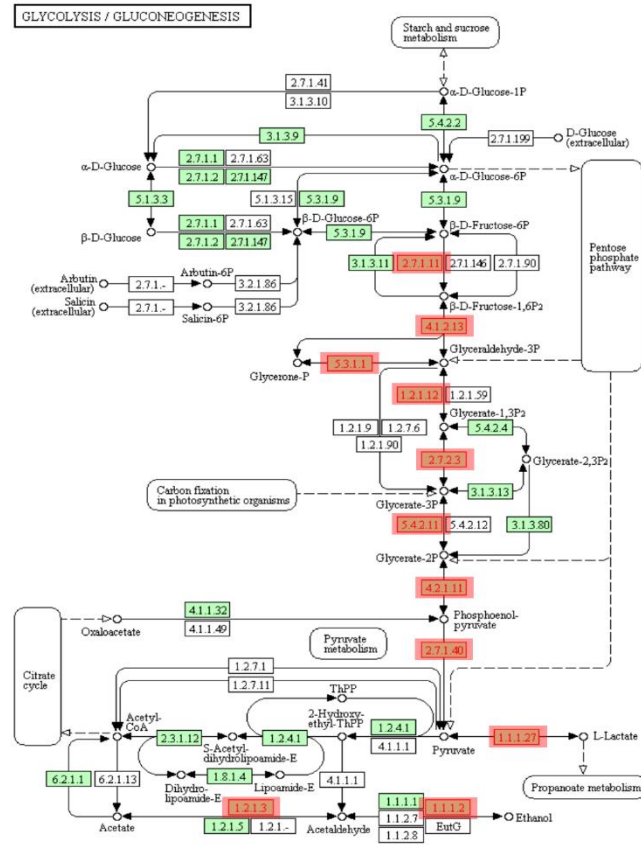 GLYCOLYSIS / GLUCONEOGENESIS
Starch and sucrose
metabolism
2.7.1.41
3.1.3.10
α-D-Glucose-1P
3.1.3.9
5.4.2.2
2.7.1.199
D-Glucose
(extracellular)
α-D-Glucose
2.7.1.1
2.7.1.63
2.7.1.2
2.7.1.147
α-D-Glucose-6P
5.1.3.3
5.1.3.15
5.3.1.9
5.3.1.9
β-D-Glucose
2.7.1.1
2.7.1.63
2.7.1.2
2.7.1.147
β-D-Glucose-6P
5.3.1.9
β-D-Fructose-6P
Pentose
phosphate
pathway
3.1.3.11
2.7.1.11
2.7.1.146
2.7.1.90
Arbutin
(extracellular)
2.7.1.-
Arbutin-6P
3.2.1.86
Salicin
(extracellular)
2.7.1.-
Salicin-6P
3.2.1.86
β-D-Fructose-1,6P2
4.1.2.13
Glyceraldehyde-3P
5.3.1.1
Glycerone-P
1.2.1.12
1.2.1.59
Glycerate-1,3P2
1.2.1.9
1.2.7.6
1.2.1.90
5.4.2.4
2.7.2.3
Glycerate-2,3P2
Carbon fixation
in photosynthetic organisms
3.1.3.13
Glycerate-3P
5.4.2.11
5.4.2.12
3.1.3.80
Glycerate-2P
4.2.1.11
4.1.1.32
4.1.1.49
Oxaloacetate
Phosphoenol-
pyruvate
Pyruvate
metabolism
2.7.1.40
Citrate
cycle
1.2.7.1
1.2.7.11
ThPP
Acetyl-
CoA
2-Hydroxy-
ethyl-ThPP
2.3.1.12
S-Acetyl-
dihydrolipoamide-E
1.2.4.1
1.2.4.1
4.1.1.1
Pyruvate
1.1.1.27
L-Lactate
6.2.1.1
6.2.1.13
Dihydro-
lipoamide-E
1.8.1.4
Lipoamide-E
4.1.1.1
Propanoate metabolism
Acetate
1.2.1.3
1.2.1.5
1.2.1.-
Acetaldehyde
1.1.1.1
1.1.1.2
1.1.2.7
EutG
1.1.2.8
Ethanol